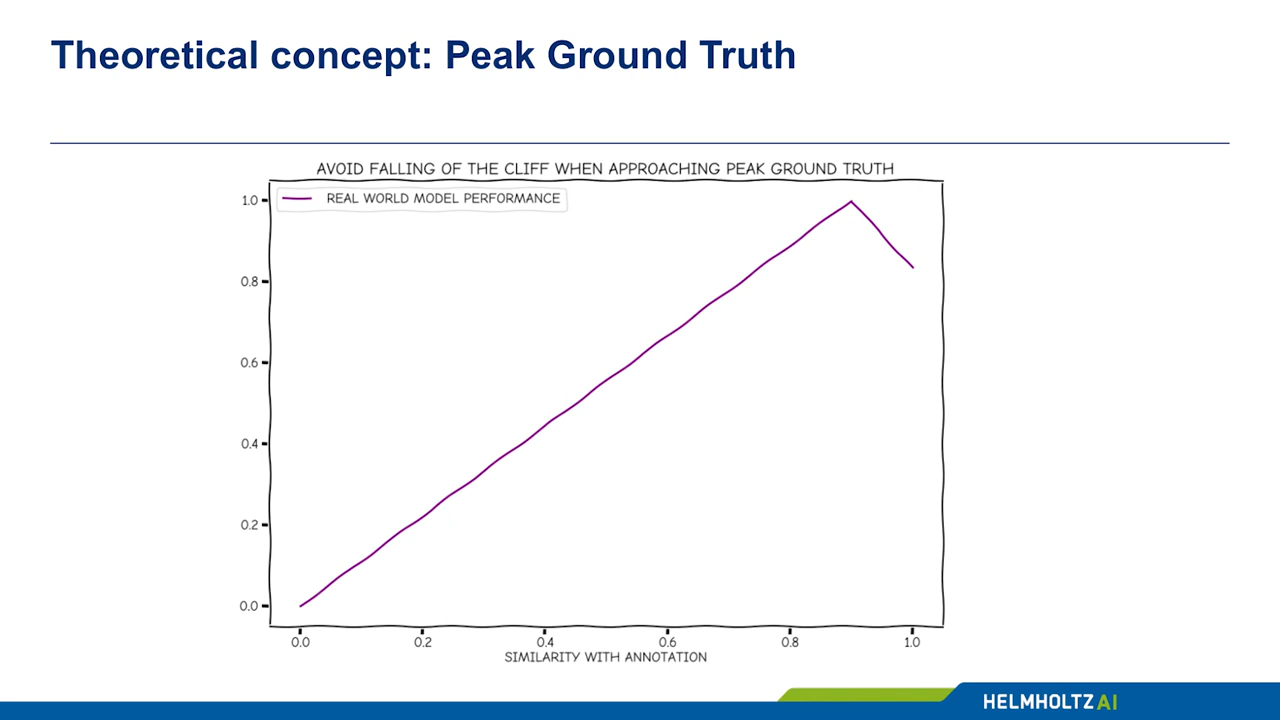 Theoretical concept: Peak Ground Truth
AVOID FALLING OF THE CLIFF WHEN APPROACHING PEAK GROUND TRUTH
REAL WORLD MODEL PERFORMANCE
1.0
0.8
0.6
0.4
0.2
0.0
0.0 0.2 0.4 0.6 0.8 1.0
SIMILARITY WITH ANNOTATION
HELMHOLTZ AI